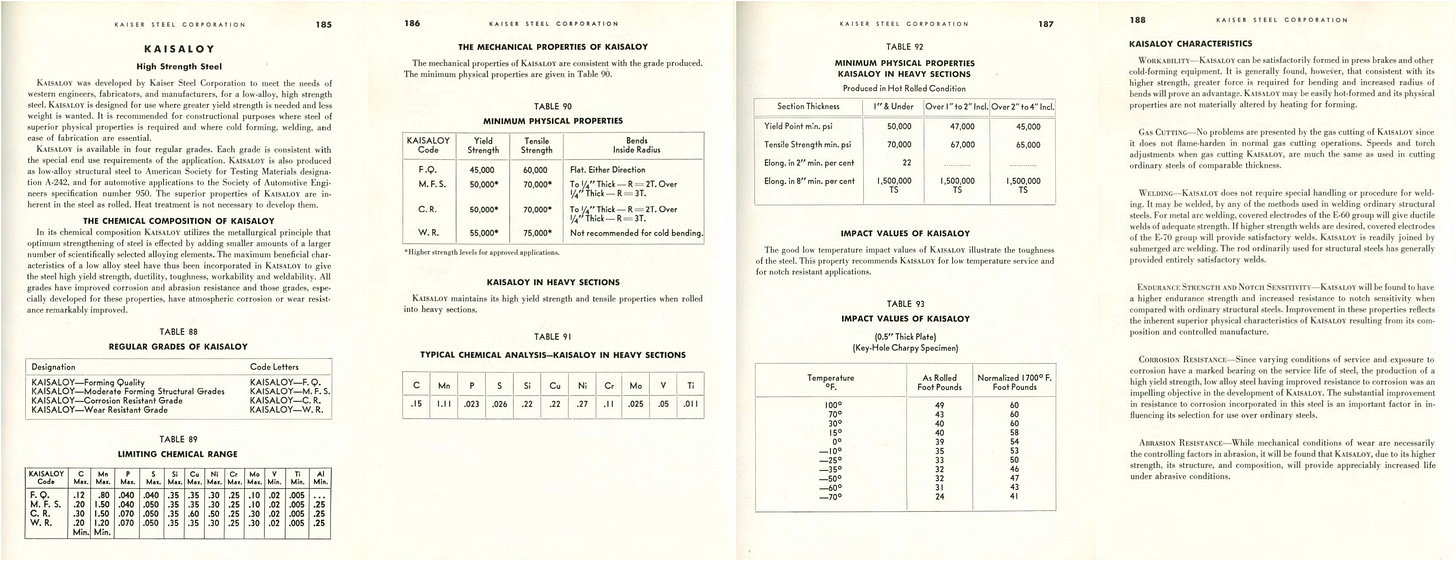 KAISER STEEL CORPORATION 185
KAISALOY
High Strength Steel
KAISALOY was developed by Kaiser Steel Corporation to meet the needs of
western engineers, fabricators, and manufacturers, for a low-alloy, high strength
steel. KAISALOY is designed for use where greater yield strength is needed and less
weight is wanted. It is recommended for constructional purposes where steel of
superior physical properties is required and where cold forming, welding, and
ease of fabrication are essential.
KAISALOY is available in four regular grades. Each grade is consistent with
the special end use requirements of the application. KAISALOY is also produced
as low-alloy structural steel to American Society for Testing Materials designa-
tion A-242, and for automotive applications to the Society of Automotive Engi-
neers specification number 950. The superior properties of KAISALOY are in-
herent in the steel as rolled. Heat treatment is not necessary to develop them.
THE CHEMICAL COMPOSITION OF KAISALOY
In its chemical composition KAISALOY utilizes the metallurgical principle that
optimum strengthening of steel is effected by adding smaller amounts of a larger
number of scientifically selected alloying elements. The maximum beneficial char-
acteristics of a low alloy steel have thus been incorporated in KAISALOY to give
the steel high yield strength, ductility, toughness, workability and weldability. All
grades have improved corrosion and abrasion resistance and those grades, espe-
cially developed for these properties, have atmospheric corrosion or wear resist-
ance remarkably improved.
TABLE 88
REGULAR GRADES OF KAISALOY
Designation Code Letters
KAISALOY—Forming Quality KAISALOY—F. Q.
KAISALOY—Moderate Forming Structural Grades KAISALOY—M. F. S.
KAISALOY—Corrosion Resistant Grade KAISALOY—C. R.
KAISALOY—Wear Resistant Grade KAISALOY—W. R.
TABLE 89
LIMITING CHEMICAL RANGE
KAISALOY C Mn P S Si Cu Ni Cr Mo V Ti Al
Code Max. Max. Max. Max. Max. Max. Max. Max. Max. Min. Min. Min.
F. Q. .12 .80 .040 .040 .35 .35 .30 .25 .10 .02 .005 ...
M. F. S. .20 1.50 .040 .050 .35 .35 .30 .25 .10 .02 .005 .25
C. R. .30 1.50 .070 .050 .35 .60 .50 .25 .30 .02 .005 .25
W. R. .20 1.20 .070 .050 .35 .35 .30 .25 .30 .02 .005 .25
Min. Min.
186 KAISER STEEL CORPORATION
THE MECHANICAL PROPERTIES OF KAISALOY
The mechanical properties of KAISALOY are consistent with the grade produced.
The minimum physical properties are given in Table 90.
TABLE 90
MINIMUM PHYSICAL PROPERTIES
KAISALOY Yield Tensile Bends
Code Strength Strength Inside Radius
F .Q. 45,000 60,000 Flat. Either Direction
M. F. S. 50,000* 70,000* To ¼″ Thick — R = 2T. Over
¼″ Thick — R = 3T.
C. R. 50,000* 70,000* To ¼″ Thick — R = 2T. Over
¼″ Thick — R = 3T.
W. R. 55,000* 75,000* Not recommended for cold bending.
*Higher strength levels for approved applications.
KAISALOY IN HEAVY SECTIONS
KAISALOY maintains its high yield strength and tensile properties when rolled
into heavy sections.
TABLE 91
TYPICAL CHEMICAL ANALYSIS—KAISALOY IN HEAVY SECTIONS
C Mn P S Si Cu Ni Cr Mo V Ti
.15 1.11 .023 .026 .22 .22 .27 .11 .025 .05 .011
KAISER STEEL CORPORATION 187
TABLE 92
MINIMUM PHYSICAL PROPERTIES
KAISALOY IN HEAVY SECTIONS
Produced in Hot Rolled Condition
Section Thickness 1″ & Under Over 1″ to 2″ Incl. Over 2″ to 4″ Incl.
Yield Point min. psi 50,000 47,000 45,000
Tensile Strength min. psi 70,000 67,000 65,000
Elong. in 2″ min. per cent 22 ............ ............
Elong. in 8″ min. per cent 1,500,000 1,500,000 1,500,000
TS TS TS
IMPACT VALUES OF KAISALOY
The good low temperature impact values of KAISALOY illustrate the toughness
of the steel. This property recommends KAISALOY for low temperature service and
for notch resistant applications.
TABLE 93
IMPACT VALUES OF KAISALOY
(0.5″ Thick Plate)
(Key-Hole Charpy Specimen)
Temperature As Rolled Normalized 1700° F.
°F. Foot Pounds Foot Pounds
100° 49 60
70° 43 60
30° 40 60
15° 40 58
0° 39 54
—10° 35 53
—25° 33 50
—35° 32 46
—50° 32 47
—60° 31 43
—70° 24 41
188 KAISER STEEL CORPORATION
KAISALOY CHARACTERISTICS
WORKABILITY—KAISALOY can be satisfactorily formed in press brakes and other
cold-forming equipment. It is generally found, however, that consistent with its
higher strength, greater force is required for bending and increased radius of
bends will prove an advantage. KAISALOY may be easily hot-formed and its physical
properties are not materially altered by heating for forming.
GAS CUTTING—No problems are presented by the gas cutting of KAISALOY since
it does not flame-harden in normal gas cutting operations. Speeds and torch
adjustments when gas cutting KAISALOY, are much the same as used in cutting
ordinary steels of comparable thickness.
WELDING—KAISALOY does not require special handling or procedure for weld-
ing. It may be welded, by any of the methods used in welding ordinary structural
steels. For metal arc welding, covered electrodes of the E-60 group will give ductile
welds of adequate strength. If higher strength welds are desired, covered electrodes
of the E-70 group will provide satisfactory welds. KAISALOY is readily joined by
submerged arc welding. The rod ordinarily used for structural steels has generally
provided entirely satisfactory welds.
ENDURANCE STRENGTH AND NOTCH SENSITIVITY—KAISALOY will be found to have
a higher endurance strength and increased resistance to notch sensitivity when
compared with ordinary structural steels. Improvement in these properties reflects
the inherent superior physical characteristics of KAISALOY resulting from its com-
position and controlled manufacture.
CORROSION RESISTANCE—Since varying conditions of service and exposure to
corrosion have a marked bearing on the service life of steel, the production of a
high yield strength, low alloy steel having improved resistance to corrosion was an
impelling objective in the development of KAISALOY. The substantial improvement
in resistance to corrosion incorporated in this steel is an important factor in in-
fluencing its selection for use over ordinary steels.
ABRASION RESISTANCE—While mechanical conditions of wear are necessarily
the controlling factors in abrasion, it will be found that KAISALOY, due to its higher
strength, its structure, and composition, will provide appreciably increased life
under abrasive conditions.